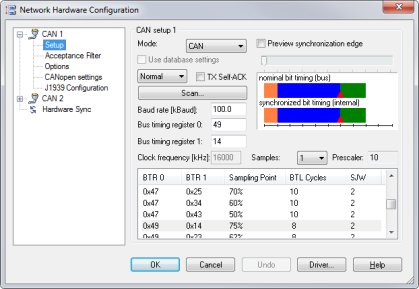 Network Hardware Configuration
CAN 1
Setup
Acceptance Filter
Options
CANopen settings
J1939 Configuration
CAN 2
Hardware Sync
CAN setup 1
Mode: CAN Preview synchronization edge
Use database settings
Normal TX Self-ACK
Scan...
nominal bit timing (bus)
synchronized bit timing (internal)
Baud rate [kBaud]: 100.0
Bus timing register 0: 49
Bus timing register 1: 14
Clock frequency [kHz]: 16000 Samples: 1 Prescaler: 10
BTR 0 BTR 1 Sampling Point BTL Cycles SJW
0x47 0x25 70% 10 2
0x47 0x34 60% 10 2
0x47 0x43 50% 10 2
0x49 0x14 75% 8 2
0x49 0x23 62% 8 2
OK Cancel Undo Driver... Help